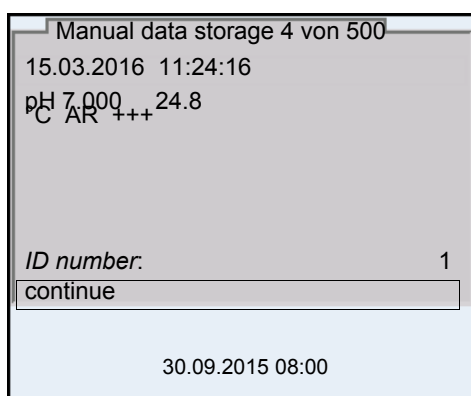 Manual data storage 4 von 500
15.03.2016 11:24:16
pH 7.000 24.8
°C AR +++
ID number: 1
continue
30.09.2015 08:00